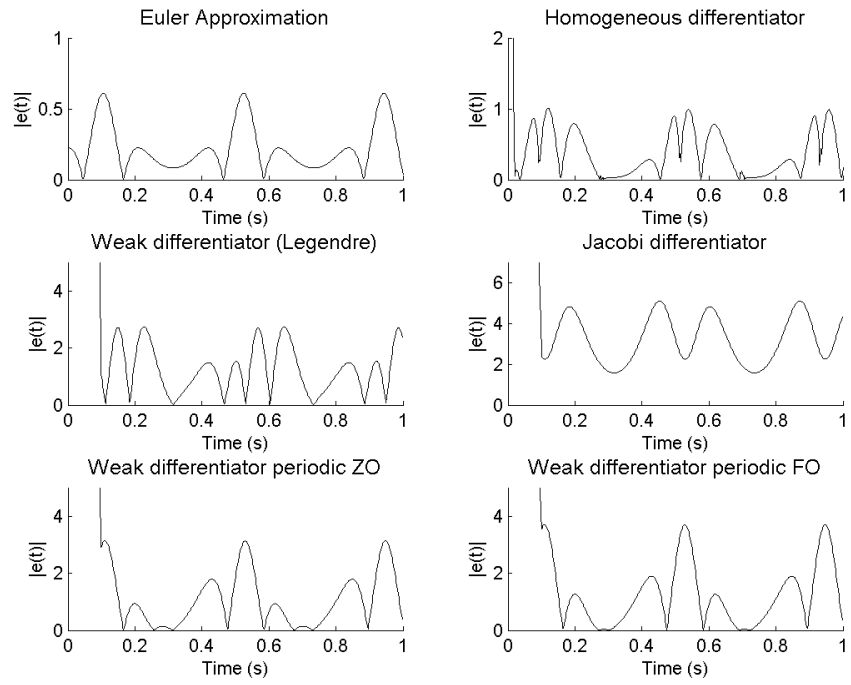 Euler Approximation
1
0.5
0
|e(t)|
0 0.2 0.4 0.6 0.8 1
Time (s)
Homogeneous differentiator
2
1
0
|e(t)|
0 0.2 0.4 0.6 0.8 1
Time (s)
Weak differentiator (Legendre)
4
2
0
|e(t)|
0 0.2 0.4 0.6 0.8 1
Time (s)
Jacobi differentiator
6
4
2
0
|e(t)|
0 0.2 0.4 0.6 0.8 1
Time (s)
Weak differentiator periodic ZO
4
2
0
|e(t)|
0 0.2 0.4 0.6 0.8 1
Time (s)
Weak differentiator periodic FO
4
2
0
|e(t)|
0 0.2 0.4 0.6 0.8 1
Time (s)